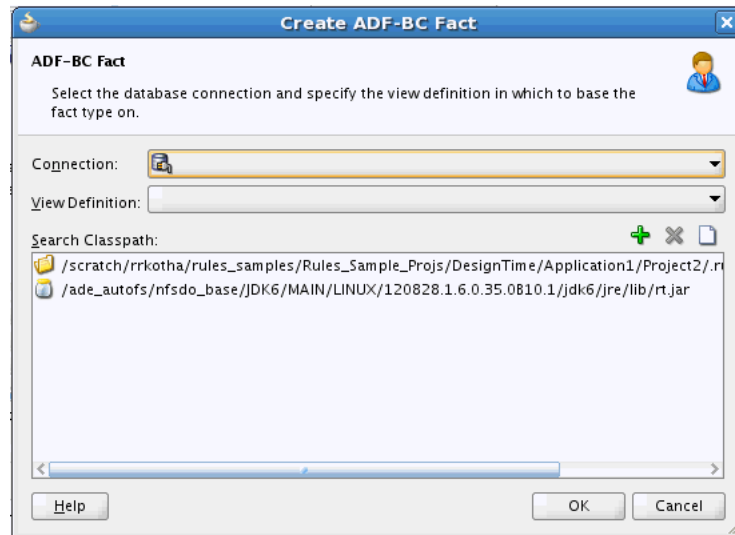 Create ADF-BC Fact
ADF-BC Fact
Select the database connection and specify the view definition in which to base the
fact type on.
Connection:
View Definition:
Search Classpath:
/scratch/rrkotha/rules_samples/Rules_Sample_Projs/DesignTime/Application1/Project2/.ru
/ade_autofs/nfsdo_base/JDK6/MAIN/LINUX/120828.1.6.0.35.0B10.1/jdk6/jre/lib/rt.jar
Help
OK
Cancel